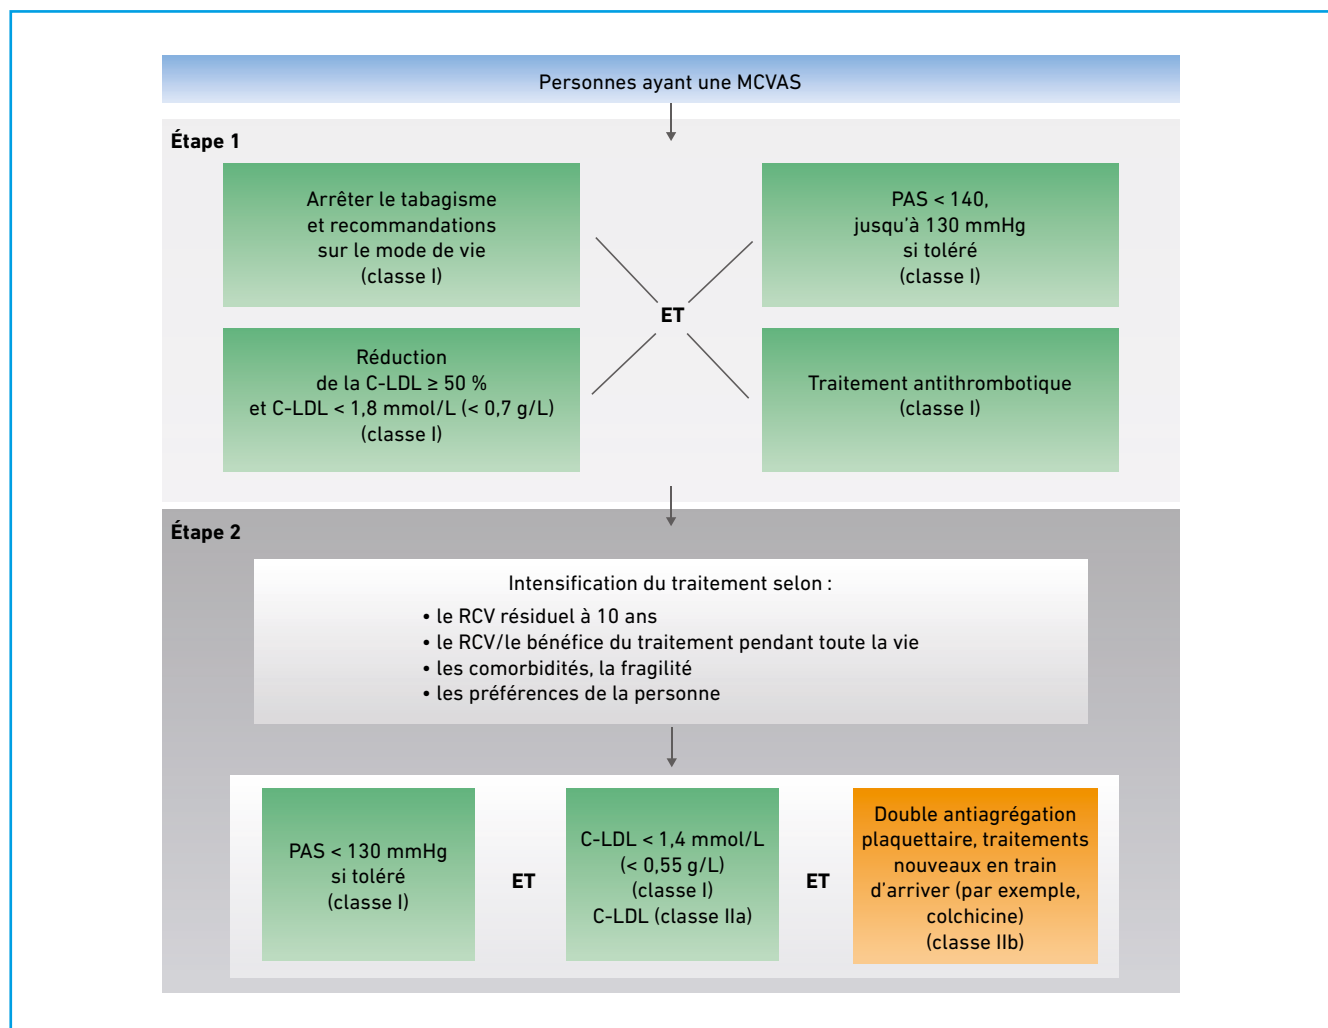 Personnes ayant une MCVAS
Étape 1
Arrêter le tabagisme
et recommandations
sur le mode de vie
(classe I)
PAS < 140,
jusqu'à 130 mmHg
si toléré
(classe I)
ET
Réduction
de la C-LDL ≥ 50 %
et C-LDL < 1,8 mmol/L (< 0,7 g/L)
(classe I)
Traitement antithrombotique
(classe I)
Étape 2
Intensification du traitement selon :
• le RCV résiduel à 10 ans
• le RCV/le bénéfice du traitement pendant toute la vie
• les comorbidités, la fragilité
• les préférences de la personne
PAS < 130 mmHg
si toléré
(classe I)
ET
C-LDL < 1,4 mmol/L
(< 0,55 g/L)
(classe I)
C-LDL (classe IIa)
ET
Double antiagrégation
plaquettaire, traitements
nouveaux en train
d'arriver (par exemple,
colchicine)
(classe IIb)